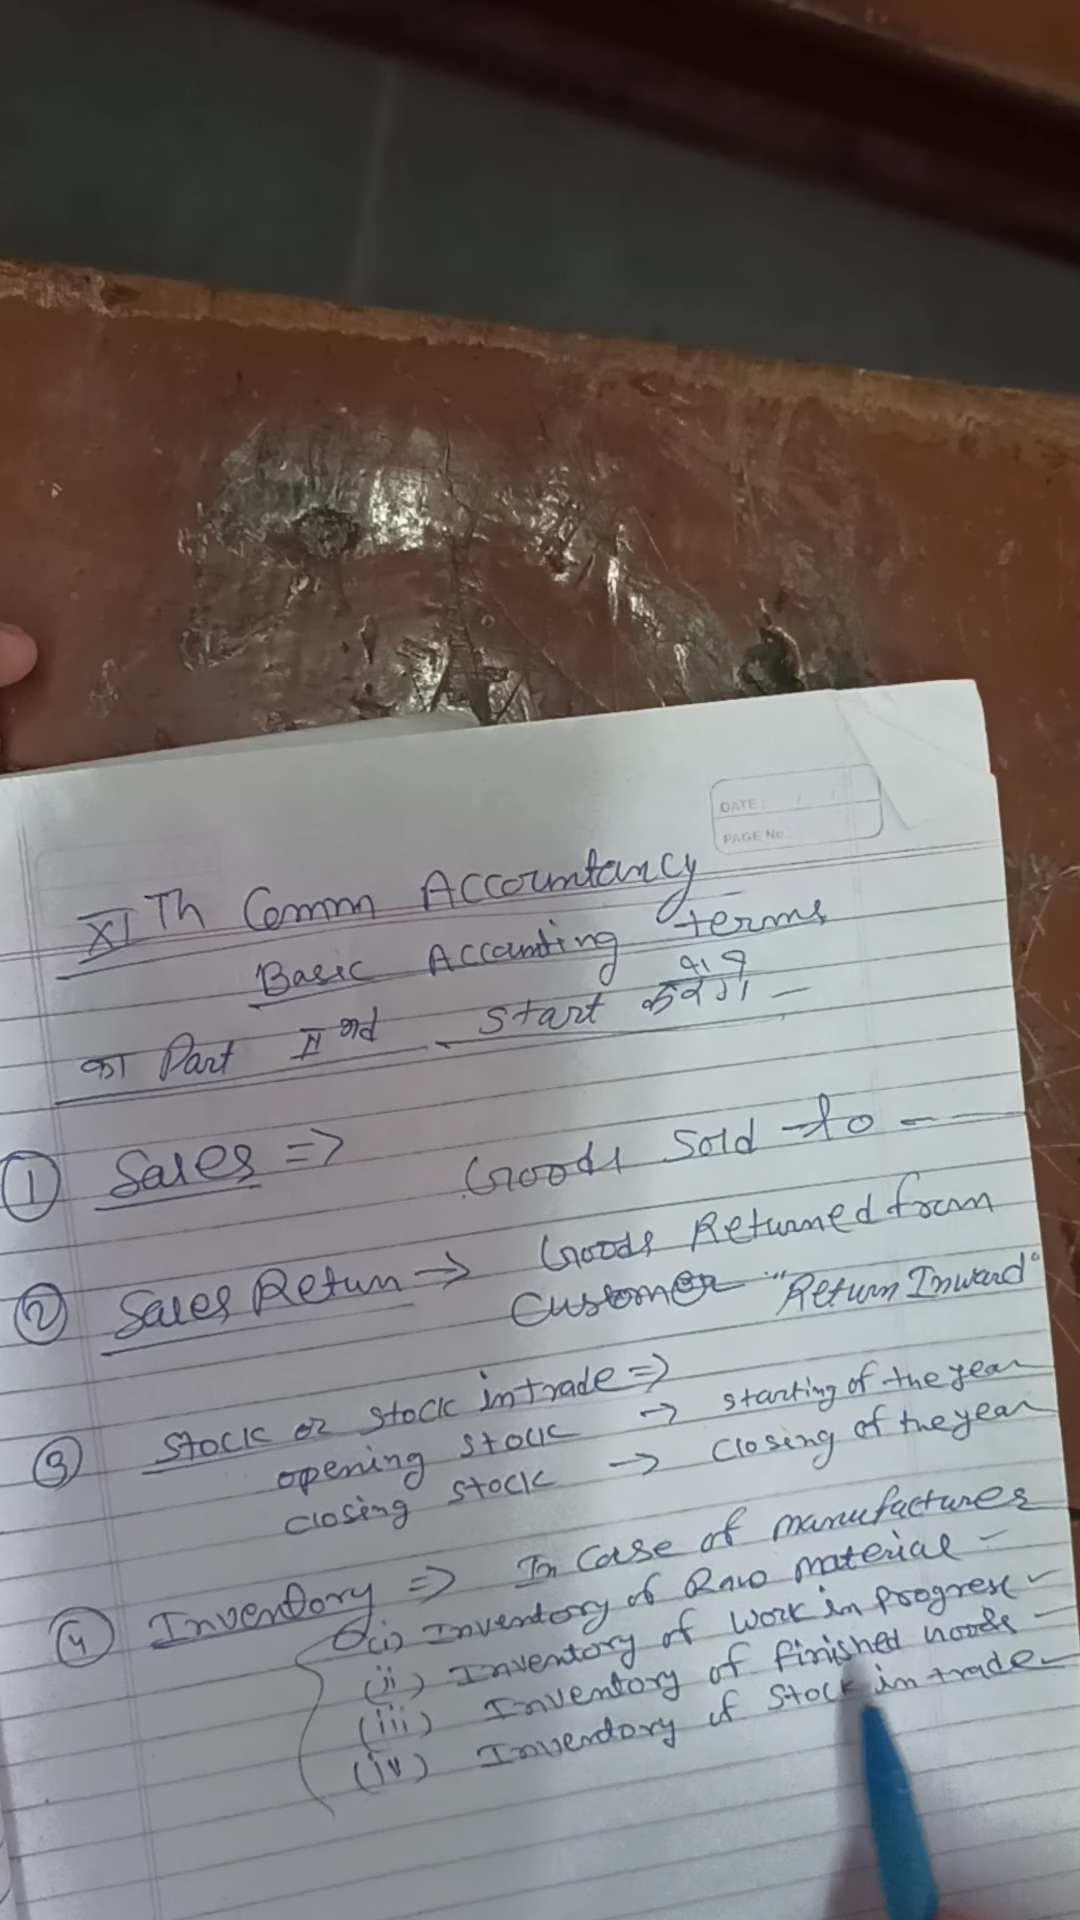 DATE: / /
PAGE No.:
XI Th Comm Accountancy
Basic Accounting terms
का Part II start करेंगे
① Sales => Goods Sold to —
② Sales Return → Goods Returned from
Customer "Return Inward"
③ Stock or Stock in trade =>
opening stock → starting of the year
closing stock → closing of the year
④ Inventory => In Case of manufactures
(i) Inventory of Raw material -
(ii) Inventory of work in progress
(iii) Inventory of finished Goods
(iv) Inventory of Stock in trade